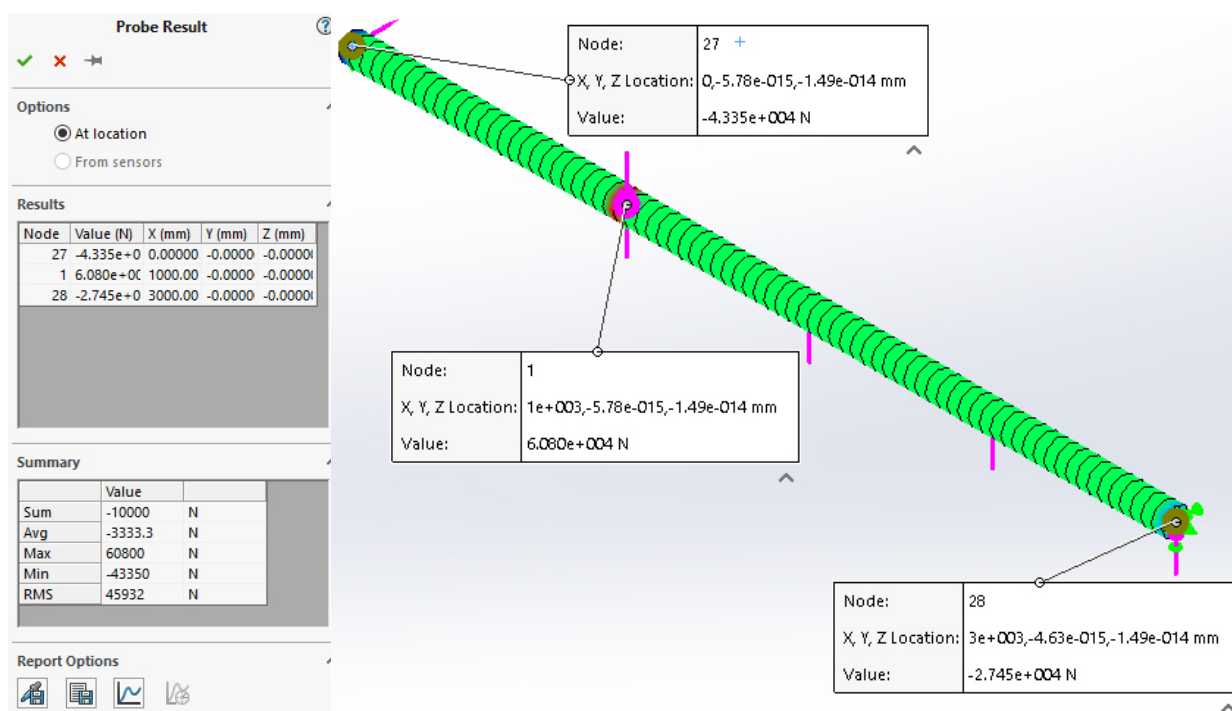 Probe Result
Options
At location
From sensors
Results
Node Value (N) X (mm) Y (mm) Z (mm)
27 -4.335e+0 0.00000 -0.0000 -0.0000
1 6.080e+0 1000.00 -0.0000 -0.0000
28 -2.745e+0 3000.00 -0.0000 -0.0000
Summary
Value
Sum -10000 N
Avg -3333.3 N
Max 60800 N
Min -43350 N
RMS 45932 N
Report Options
Node: 27
X, Y, Z Location: 0,-5.78e-015,-1.49e-014 mm
Value: -4.335e+004 N
Node: 1
X, Y, Z Location: 1e+003,-5.78e-015,-1.49e-014 mm
Value: 6.080e+004 N
Node: 28
X, Y, Z Location: 3e+003,-4.63e-015,-1.49e-014 mm
Value: -2.745e+004 N